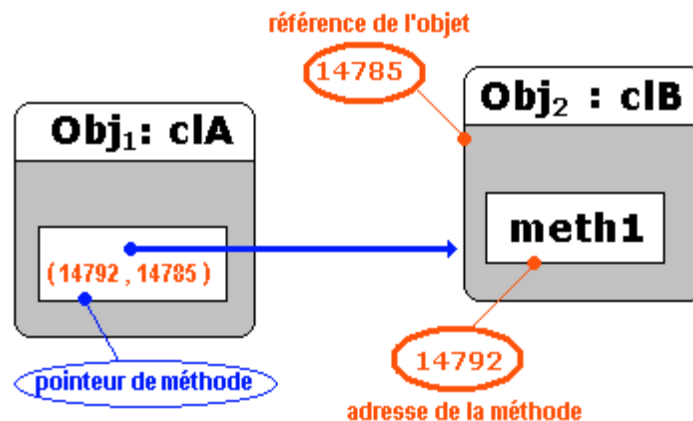 référence de l'objet
14785
Obj₁: clA
Obj₂ : clB
meth1
(14792 , 14785 )
pointeur de méthode
14792
adresse de la méthode